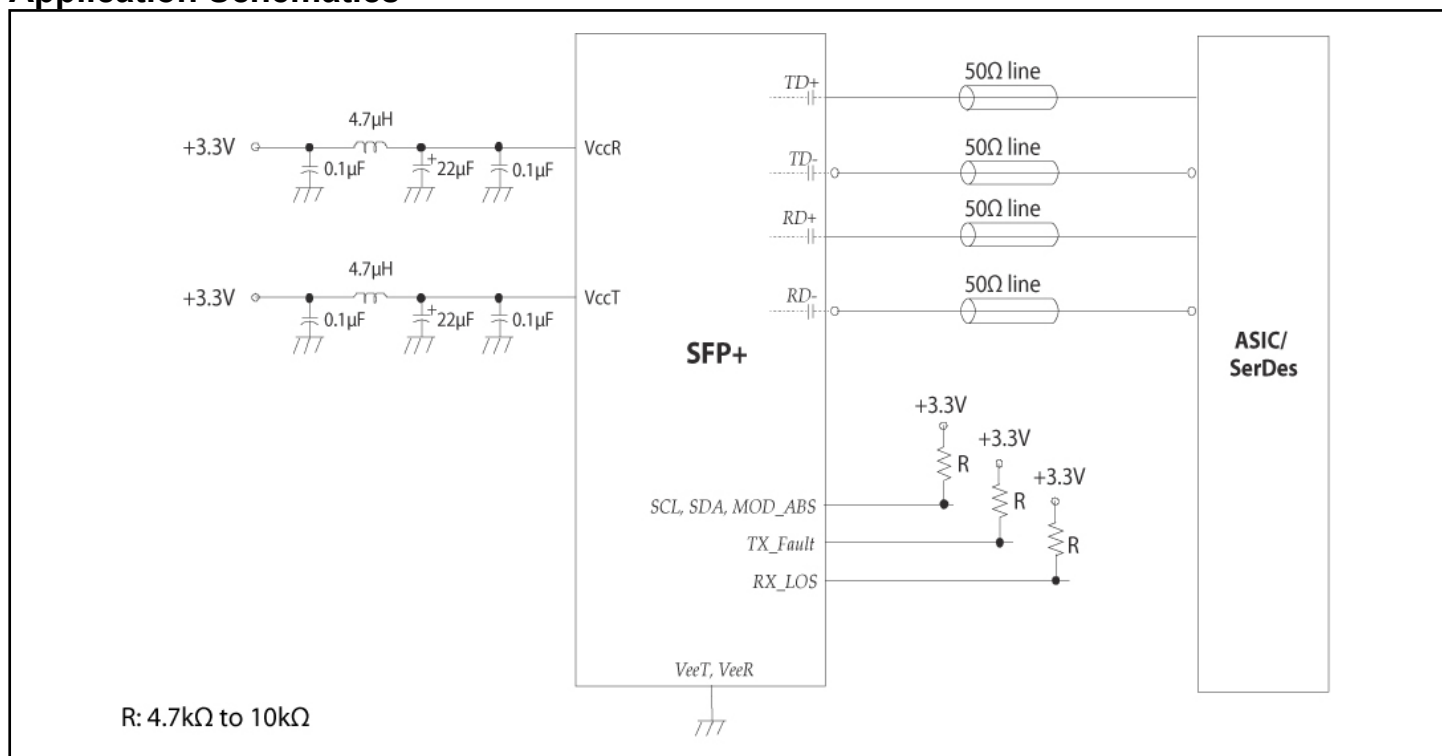 Application Schematics
+3.3V
4.7µH
0.1µF
+
22µF
0.1µF
VccR
+3.3V
4.7µH
0.1µF
+
22µF
0.1µF
VccT
SFP+
TD+
50Ω line
TD-
50Ω line
RD+
50Ω line
RD-
50Ω line
ASIC/
SerDes
+3.3V
R
+3.3V
R
+3.3V
R
SCL, SDA, MOD_ABS
TX_Fault
RX_LOS
VeeT, VeeR
R: 4.7kΩ to 10kΩ